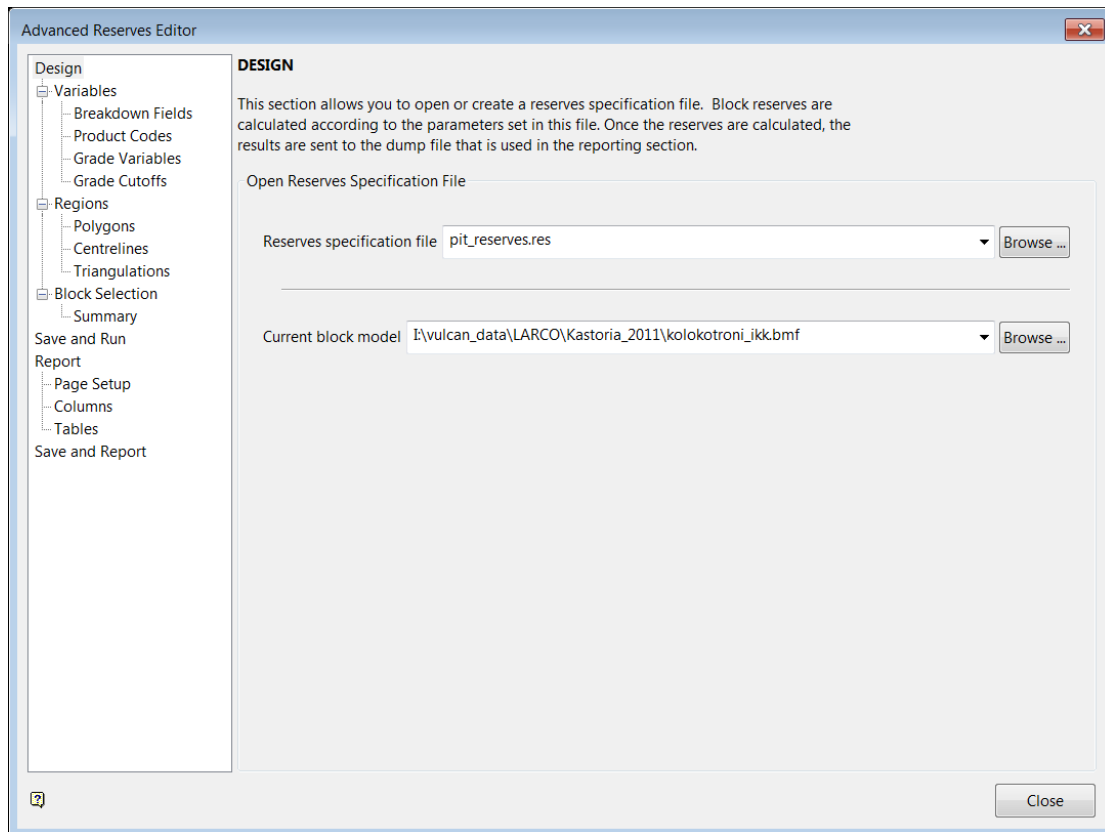 Advanced Reserves Editor
Design
Variables
Breakdown Fields
Product Codes
Grade Variables
Grade Cutoffs
Regions
Polygons
Centrelines
Triangulations
Block Selection
Summary
Save and Run
Report
Page Setup
Columns
Tables
Save and Report
DESIGN
This section allows you to open or create a reserves specification file. Block reserves are
calculated according to the parameters set in this file. Once the reserves are calculated, the
results are sent to the dump file that is used in the reporting section.
Open Reserves Specification File
Reserves specification file pit_reserves.res Browse ...
Current block model I:\vulcan_data\LARCO\Kastoria_2011\kolokotroni_ikk.bmf Browse ...
Close